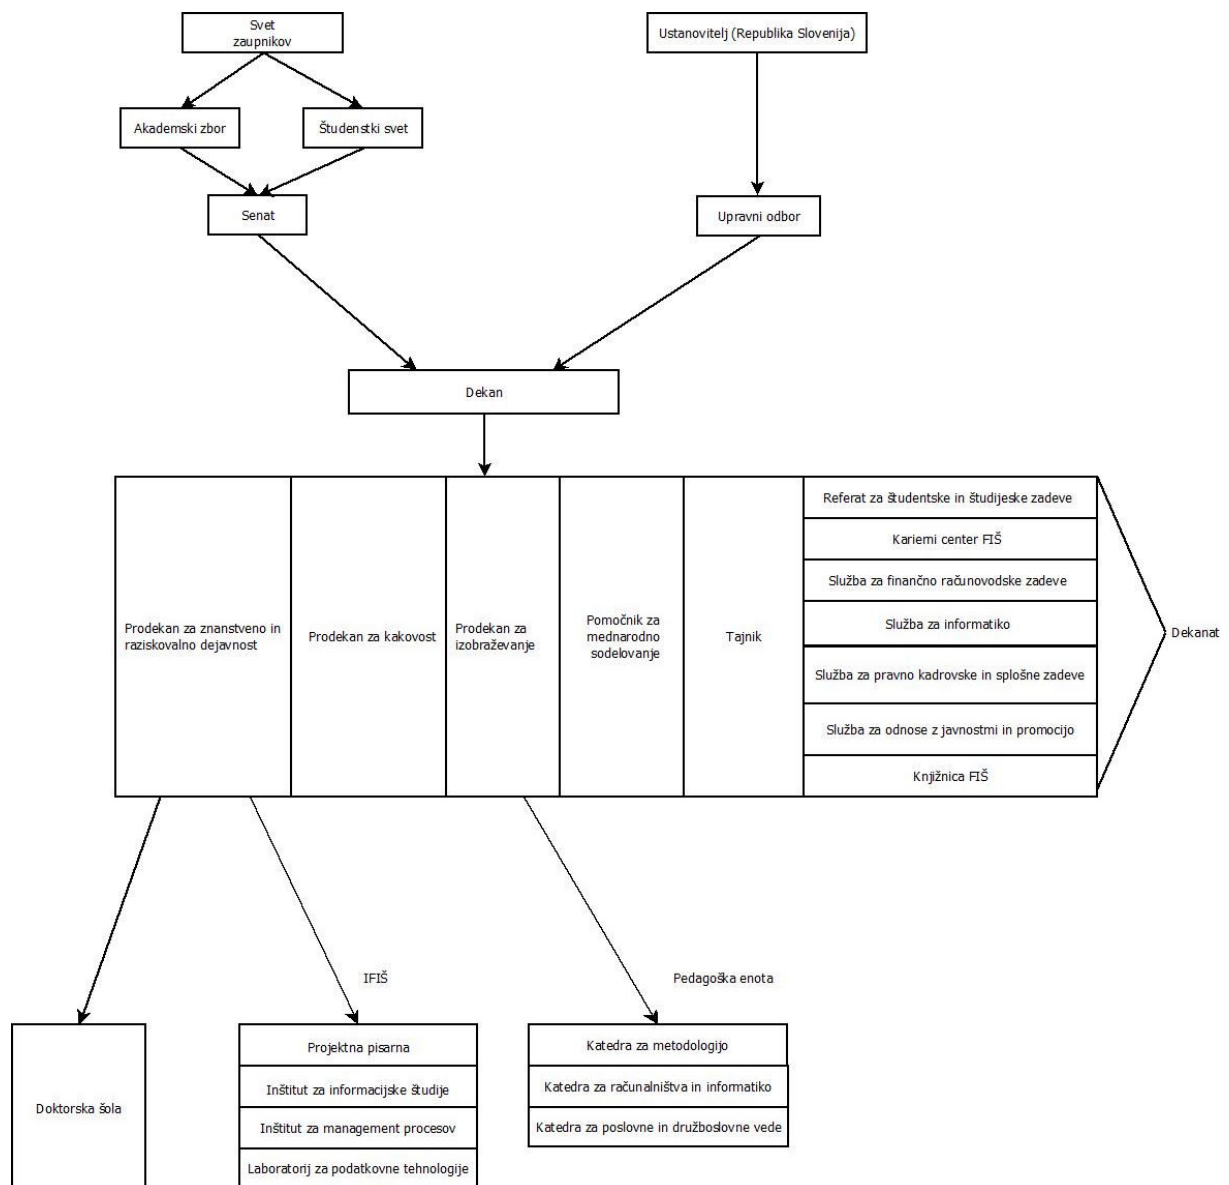 Svet
zaupnikov
Ustanovitelj (Republika Slovenija)
Akademski zbor
Študenstki svet
Senat
Upravni odbor
Dekan
Prodekan za znanstveno in
raziskovalno dejavnost
Prodekan za kakovost
Prodekan za
izobraževanje
Pomočnik za
mednarodno
sodelovanje
Tajnik
Referat za študentske in študijeske zadeve
Karierni center FIŠ
Služba za finančno računovodske zadeve
Služba za informatiko
Služba za pravno kadrovske in splošne zadeve
Služba za odnose z javnostmi in promocijo
Knjižnica FIŠ
Dekanat
IFIŠ
Pedagoška enota
Doktorska šola
Projektna pisarna
Inštitut za informacijske študije
Inštitut za management procesov
Laboratorij za podatkovne tehnologije
Katedra za metodologijo
Katedra za računalništva in informatiko
Katedra za poslovne in družboslovne vede